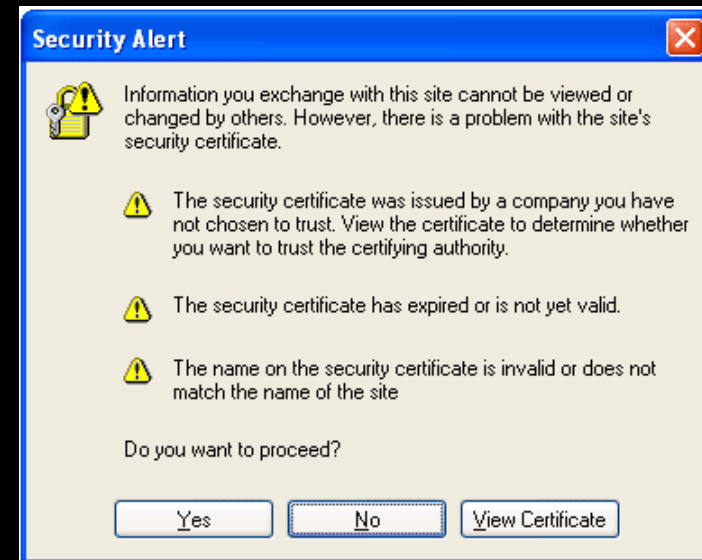 Security Alert
Information you exchange with this site cannot be viewed or
changed by others. However, there is a problem with the site's
security certificate.
The security certificate was issued by a company you have
not chosen to trust. View the certificate to determine whether
you want to trust the certifying authority.
The security certificate has expired or is not yet valid.
The name on the security certificate is invalid or does not
match the name of the site
Do you want to proceed?
Yes No View Certificate